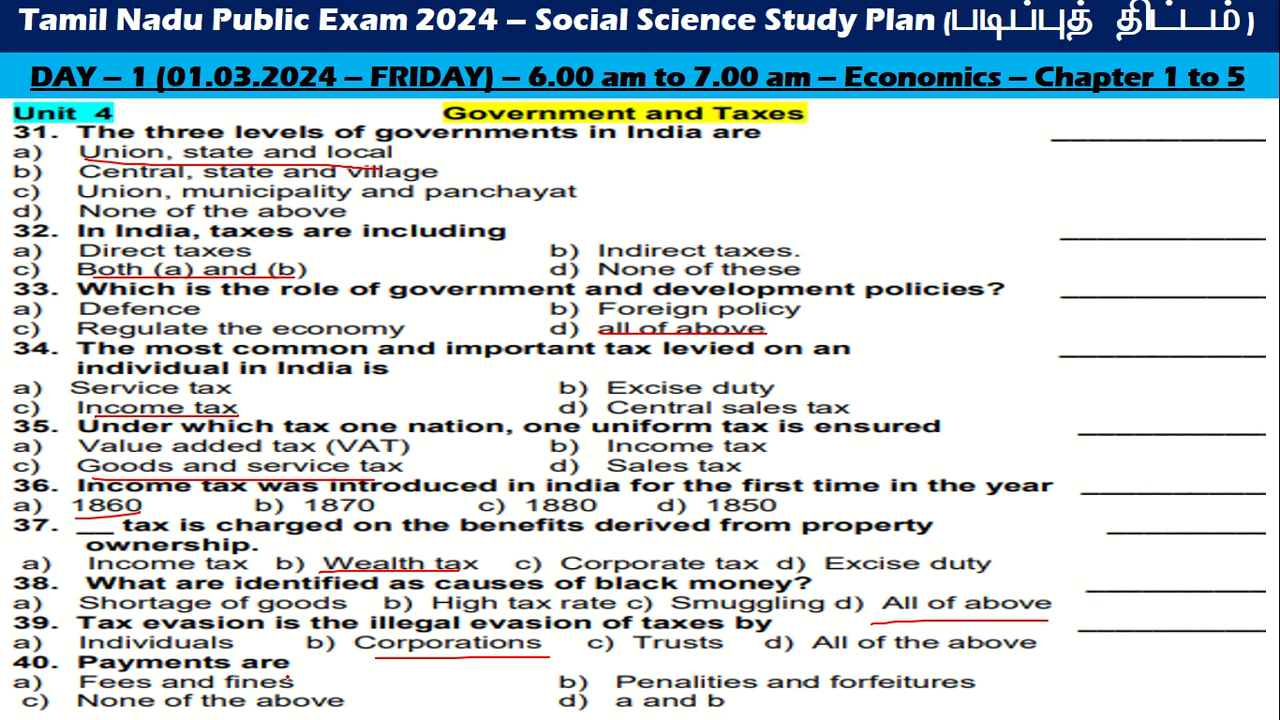 Tamil Nadu Public Exam 2024 – Social Science Study Plan (படிப்புத் திட்டம்)
DAY – 1 (01.03.2024 – FRIDAY) – 6.00 am to 7.00 am – Economics – Chapter 1 to 5
Unit 4 Government and Taxes
31. The three levels of governments in India are ____________
a) Union, state and local
b) Central, state and village
c) Union, municipality and panchayat
d) None of the above
32. In India, taxes are including ____________
a) Direct taxes b) Indirect taxes.
c) Both (a) and (b) d) None of these
33. Which is the role of government and development policies? ____________
a) Defence b) Foreign policy
c) Regulate the economy d) all of above
34. The most common and important tax levied on an ____________
individual in India is
a) Service tax b) Excise duty
c) Income tax d) Central sales tax
35. Under which tax one nation, one uniform tax is ensured ____________
a) Value added tax (VAT) b) Income tax
c) Goods and service tax d) Sales tax
36. Income tax was introduced in india for the first time in the year ____________
a) 1860 b) 1870 c) 1880 d) 1850
37. __ tax is charged on the benefits derived from property ____________
ownership.
a) Income tax b) Wealth tax c) Corporate tax d) Excise duty
38. What are identified as causes of black money? ____________
a) Shortage of goods b) High tax rate c) Smuggling d) All of above
39. Tax evasion is the illegal evasion of taxes by ____________
a) Individuals b) Corporations c) Trusts d) All of the above
40. Payments are
a) Fees and fines b) Penalities and forfeitures
c) None of the above d) a and b